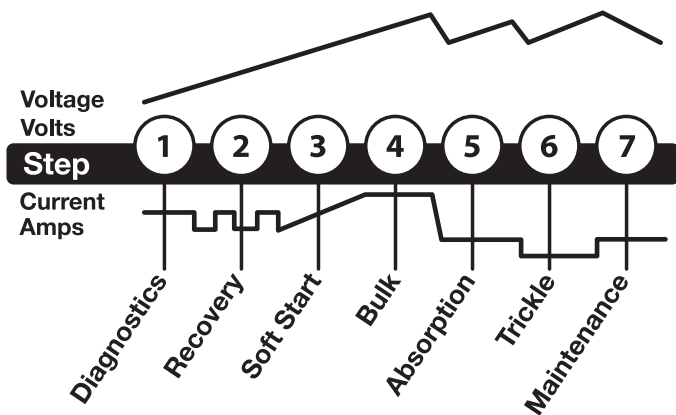 Voltage
Volts
Step
1 2 3 4 5 6 7
Current
Amps
Diagnostics
Recovery
Soft Start
Bulk
Absorption
Trickle
Maintenance